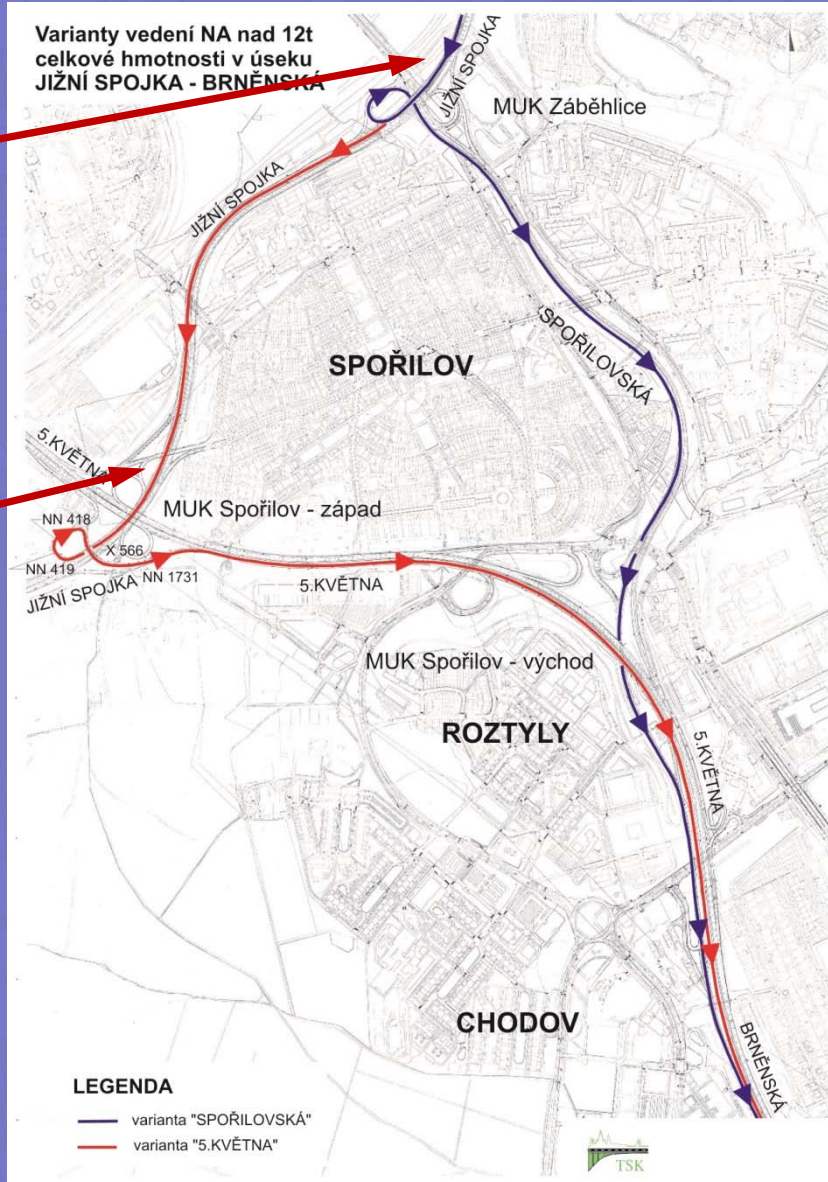 Varianty vedení NA nad 12t
celkové hmotnosti v úseku
JIŽNÍ SPOJKA - BRNĚNSKÁ
JIŽNÍ SPOJKA
MUK Záběhlice
JIŽNÍ SPOJKA
SPOŘILOV
SPOŘILOVSKÁ
5.KVĚTNA
MUK Spořilov - západ
NN 418
X 566
NN 419
NN 1731
JIŽNÍ SPOJKA
5.KVĚTNA
MUK Spořilov - východ
ROZTYLY
5.KVĚTNA
CHODOV
BRNĚNSKÁ
LEGENDA
varianta "SPOŘILOVSKÁ"
varianta "5.KVĚTNA"
TSK